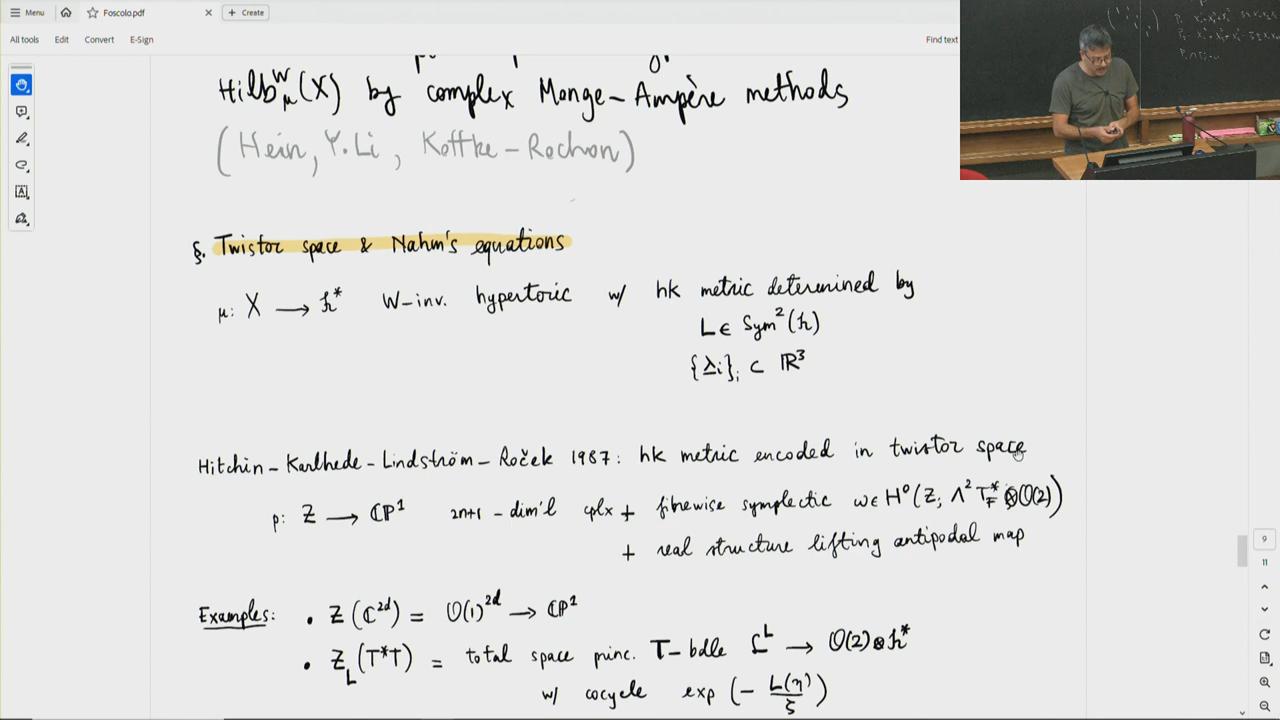 Menu
Foscolo.pdf
Create
All tools Edit Convert E-Sign
Find text
Hilb^W_μ(X) by complex Monge-Ampère methods
(Hein, Y. Li, Kottke-Rochon)
§. Twistor space & Nahm's equations
μ: X → 𝔥* W-inv. hypertoric w/ hk metric determined by
L ∈ Sym²(𝔥)
{λi}i ⊂ ℝ³
Hitchin-Karlhede-Lindström-Roček 1987: hk metric encoded in twistor space
p: Z → ℂP¹ 2n+1-dim'l cplx + fibrewise symplectic ω ∈ H⁰(Z, Λ²T*_F ⊗ O(2))
+ real structure lifting antipodal map
Examples: • Z(ℂ^{2d}) = O(1)^{2d} → ℂP¹
• Z_L(T*T) = total space princ. T-bdle 𝓛^L → O(2)⊗𝔥*
w/ cocycle exp(- L(η)/ζ)
9
11